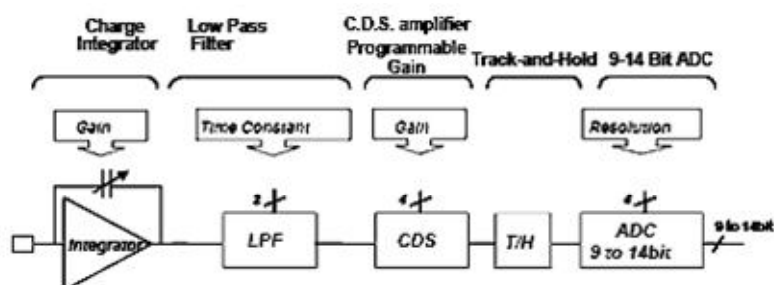 Charge
Integrator
Low Pass
Filter
C.D.S. amplifier
Programmable
Gain
Track-and-Hold
9-14 Bit ADC
Gain
Time Constant
Gain
Resolution
2
4
4
Integrator
LPF
CDS
T/H
ADC
9 to 14bit
9 to 14bit